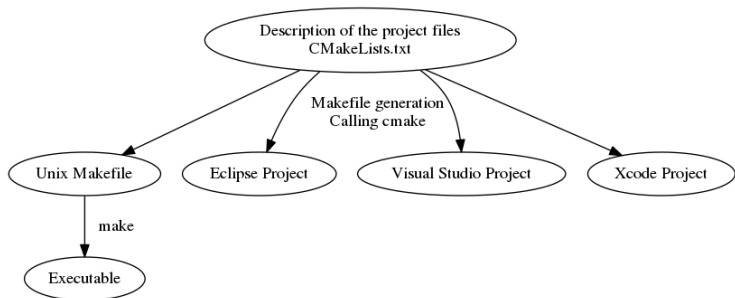 Description of the project files
CMakeLists.txt
Makefile generation
Calling cmake
Unix Makefile
Eclipse Project
Visual Studio Project
Xcode Project
make
Executable